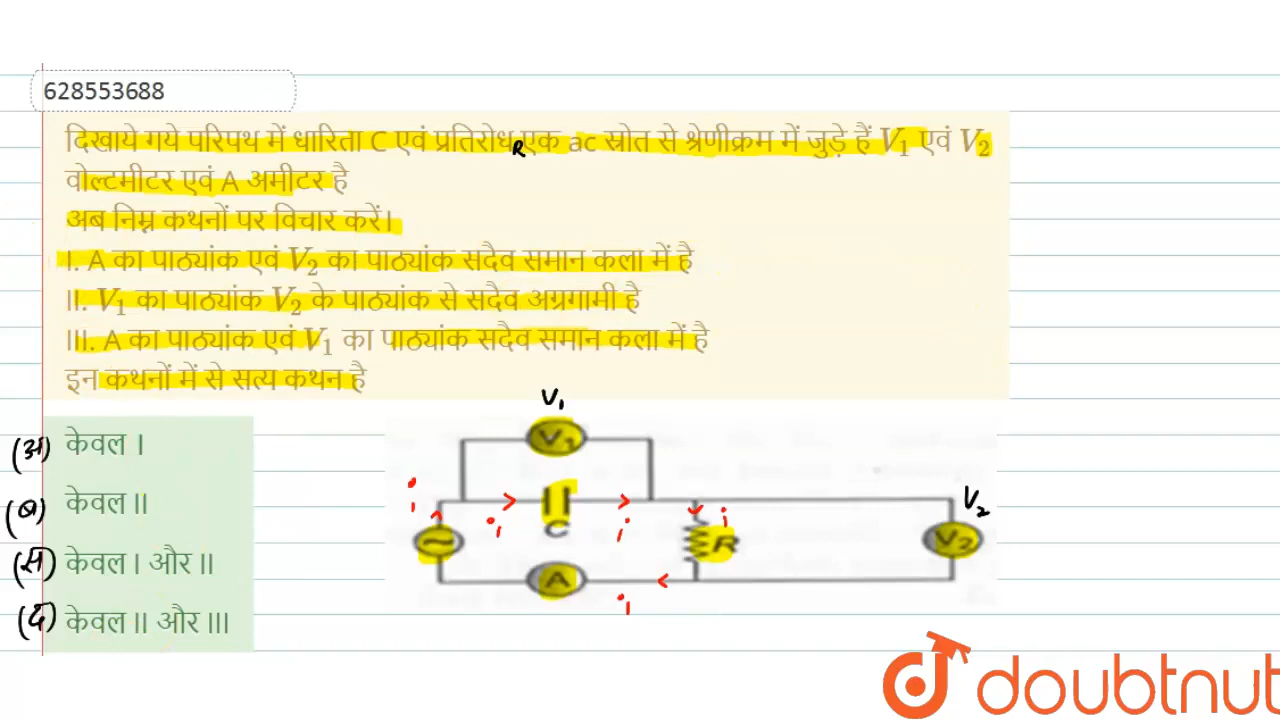 628553688
दिखाये गये परिपथ में धारिता C एवं प्रतिरोध R एक ac स्रोत से श्रेणीक्रम में जुड़े हैं V₁ एवं V₂
वोल्टमीटर एवं A अमीटर है
अब निम्न कथनों पर विचार करें।
I. A का पाठ्यांक एवं V₂ का पाठ्यांक सदैव समान कला में है
II. V₁ का पाठ्यांक V₂ के पाठ्यांक से सदैव अग्रगामी है
III. A का पाठ्यांक एवं V₁ का पाठ्यांक सदैव समान कला में है
इन कथनों में से सत्य कथन है
(अ) केवल I
(ब) केवल II
(स) केवल I और II
(द) केवल II और III
V₁
V₁
i
i
C
i
i
R
V₂
V₂
A
i
doubtnut